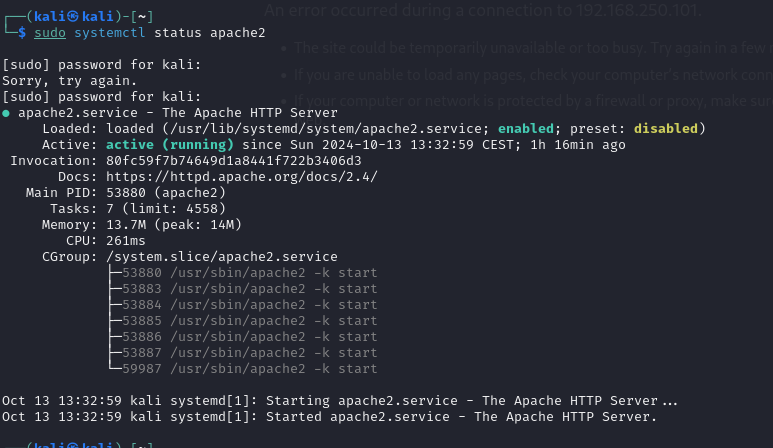 An error occurred during a connection to 192.168.250.101.
┌──(kali㉿kali)-[~]
└─$ sudo systemctl status apache2
The site could be temporarily unavailable or too busy. Try again in a few
[sudo] password for kali:
If you are unable to load any pages, check your computer's network conn
Sorry, try again.
[sudo] password for kali:
If your computer or network is protected by a firewall or proxy, make sur
● apache2.service - The Apache HTTP Server
     Loaded: loaded (/usr/lib/systemd/system/apache2.service; enabled; preset: disabled)
     Active: active (running) since Sun 2024-10-13 13:32:59 CEST; 1h 16min ago
 Invocation: 80fc59f7b74649d1a8441f722b3406d3
       Docs: https://httpd.apache.org/docs/2.4/
   Main PID: 53880 (apache2)
      Tasks: 7 (limit: 4558)
     Memory: 13.7M (peak: 14M)
        CPU: 261ms
     CGroup: /system.slice/apache2.service
             ├─53880 /usr/sbin/apache2 -k start
             ├─53883 /usr/sbin/apache2 -k start
             ├─53884 /usr/sbin/apache2 -k start
             ├─53885 /usr/sbin/apache2 -k start
             ├─53886 /usr/sbin/apache2 -k start
             ├─53887 /usr/sbin/apache2 -k start
             └─59987 /usr/sbin/apache2 -k start
Oct 13 13:32:59 kali systemd[1]: Starting apache2.service - The Apache HTTP Server...
Oct 13 13:32:59 kali systemd[1]: Started apache2.service - The Apache HTTP Server.
┌──(kali㉿kali)-[~]